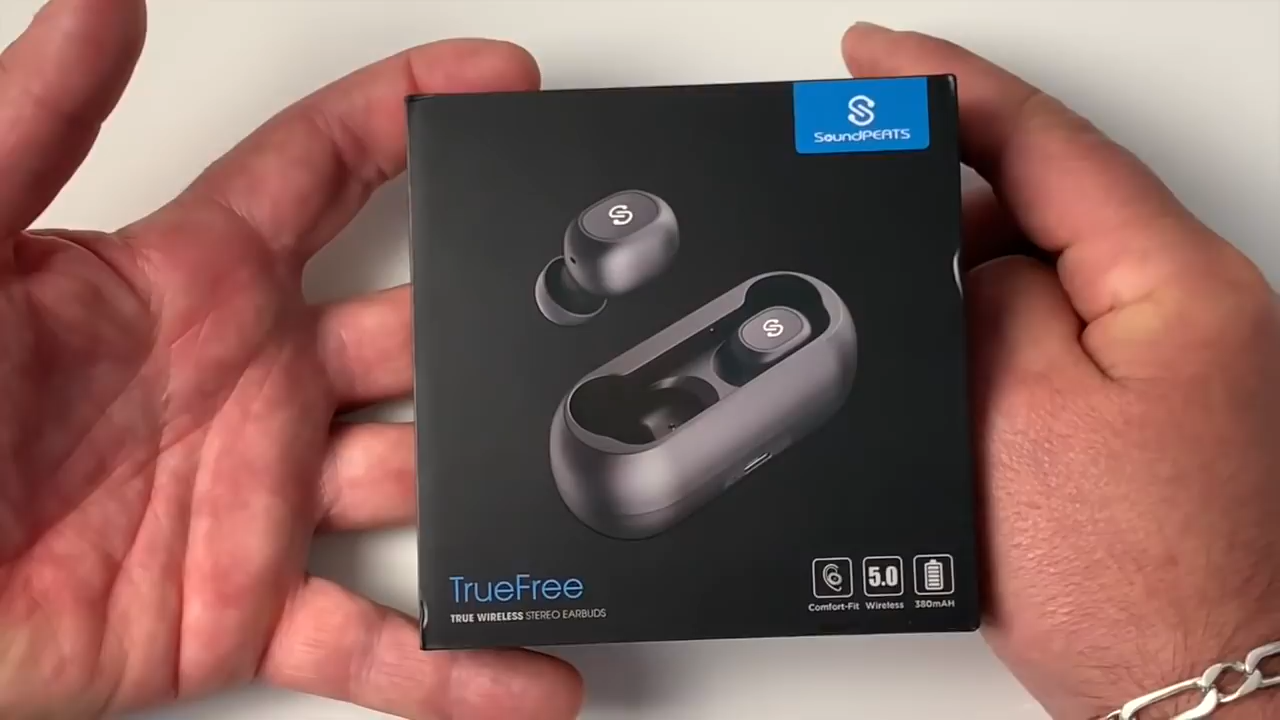 SoundPEATS
TrueFree
TRUE WIRELESS STEREO EARBUDS
5.0
Comfort-Fit Wireless 380mAH